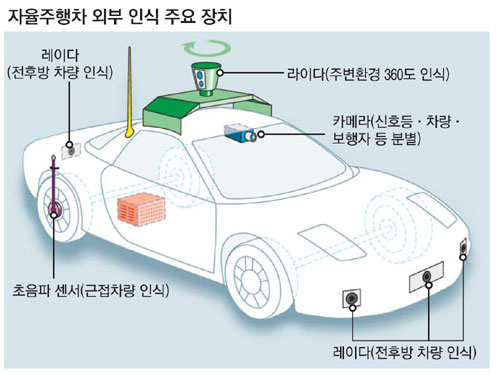 자율주행차 외부 인식 주요 장치
레이다
(전후방 차량 인식)
라이다(주변환경 360도 인식)
카메라(신호등·차량·
보행자 등 분별)
초음파 센서(근접차량 인식)
레이다(전후방 차량 인식)